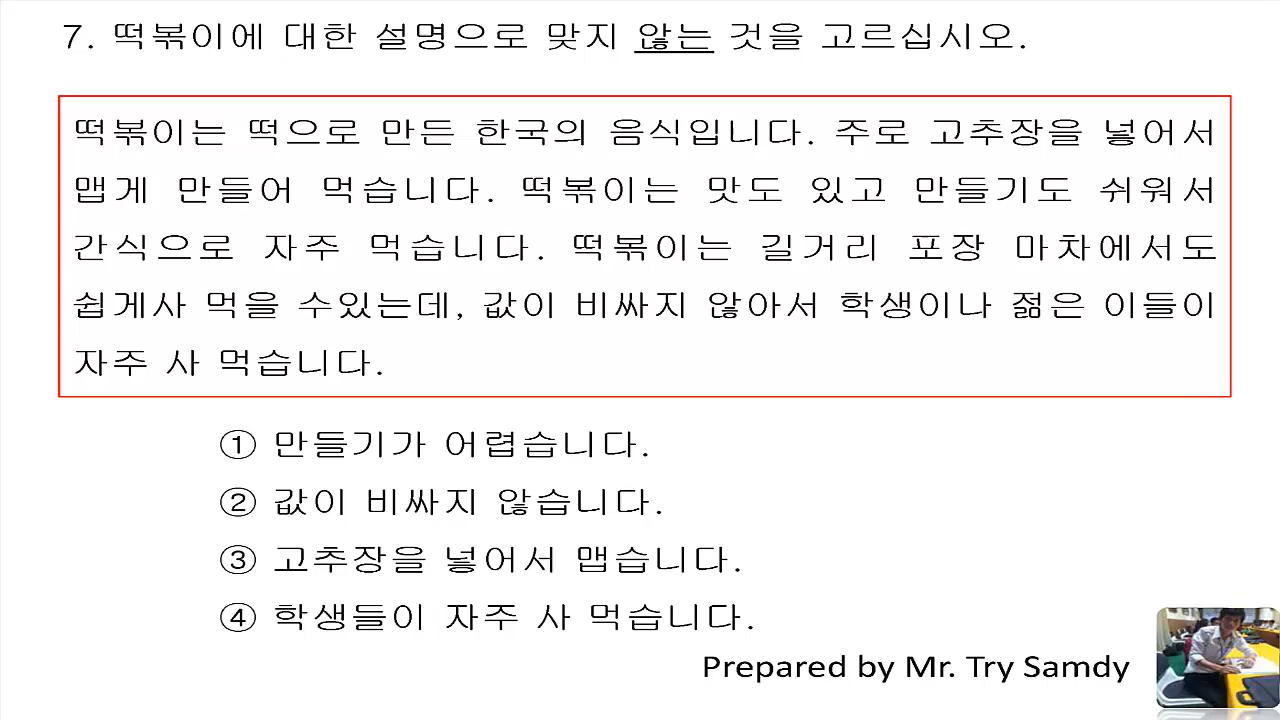 7. 떡볶이에 대한 설명으로 맞지 않는 것을 고르십시오.
떡볶이는 떡으로 만든 한국의 음식입니다. 주로 고추장을 넣어서
맵게 만들어 먹습니다. 떡볶이는 맛도 있고 만들기도 쉬워서
간식으로 자주 먹습니다. 떡볶이는 길거리 포장 마차에서도
쉽게사 먹을 수있는데, 값이 비싸지 않아서 학생이나 젊은 이들이
자주 사 먹습니다.
① 만들기가 어렵습니다.
② 값이 비싸지 않습니다.
③ 고추장을 넣어서 맵습니다.
④ 학생들이 자주 사 먹습니다.
Prepared by Mr. Try Samdy